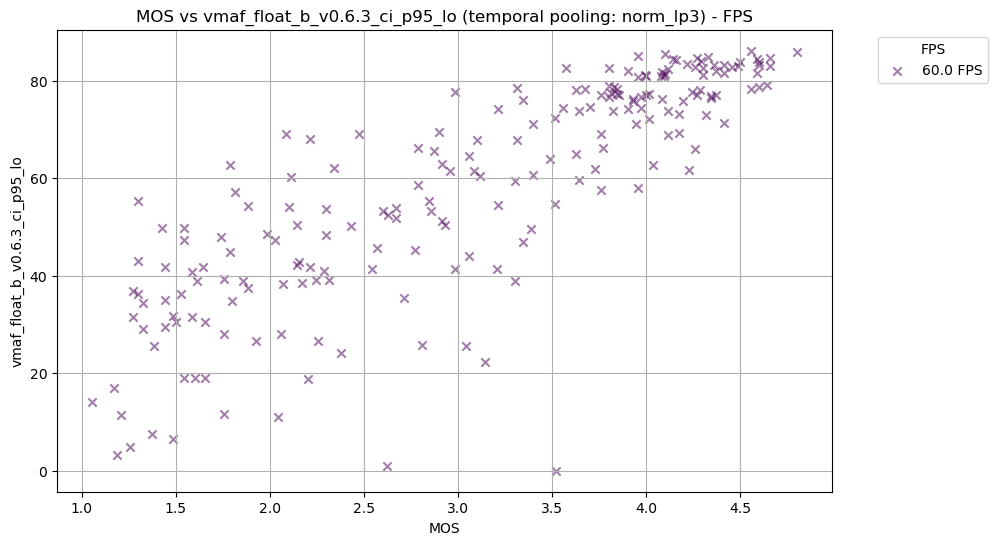 MOS vs vmaf_float_b_v0.6.3_ci_p95_lo (temporal pooling: norm_lp3) - FPS
FPS
60.0 FPS
vmaf_float_b_v0.6.3_ci_p95_lo
80
60
40
20
0
1.0 1.5 2.0 2.5 3.0 3.5 4.0 4.5
MOS